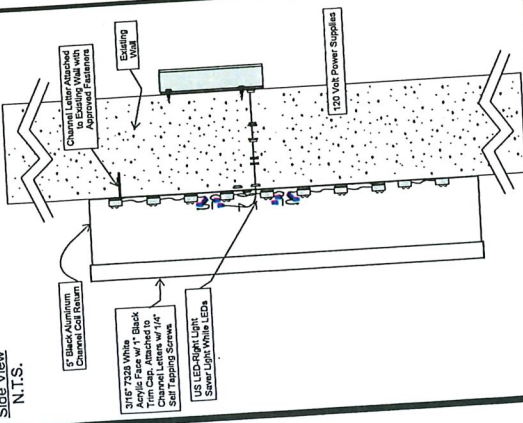 Side View
N.T.S.
5" Black Aluminum
Channel Coil Return
Channel Letter Attached
to Existing Wall with
Approved Fasteners
Existing
Wall
3/16" 7328 White
Acrylic Face w/ 1" Black
Trim Cap. Attached to
Channel Letters w/ 1/4"
Self Tapping Screws
US LED-Right Light
Saver Light White LEDs
120 Volt Power Supplies